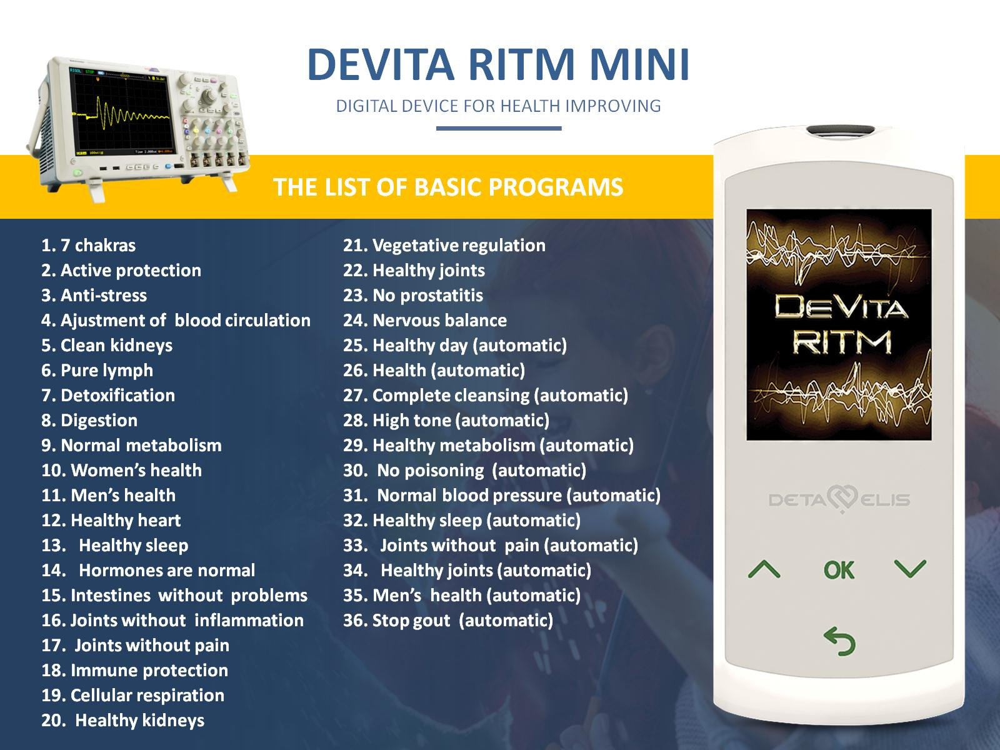 DEVITA RITM MINI
DIGITAL DEVICE FOR HEALTH IMPROVING
RIGOL STOP
CH1 100mV
Time 2.000us
THE LIST OF BASIC PROGRAMS
1. 7 chakras
2. Active protection
3. Anti-stress
4. Ajustment of blood circulation
5. Clean kidneys
6. Pure lymph
7. Detoxification
8. Digestion
9. Normal metabolism
10. Women’s health
11. Men’s health
12. Healthy heart
13. Healthy sleep
14. Hormones are normal
15. Intestines without problems
16. Joints without inflammation
17. Joints without pain
18. Immune protection
19. Cellular respiration
20. Healthy kidneys
21. Vegetative regulation
22. Healthy joints
23. No prostatitis
24. Nervous balance
25. Healthy day (automatic)
26. Health (automatic)
27. Complete cleansing (automatic)
28. High tone (automatic)
29. Healthy metabolism (automatic)
30. No poisoning (automatic)
31. Normal blood pressure (automatic)
32. Healthy sleep (automatic)
33. Joints without pain (automatic)
34. Healthy joints (automatic)
35. Men’s health (automatic)
36. Stop gout (automatic)
DEVITA
RITM
DETA ELIS
OK